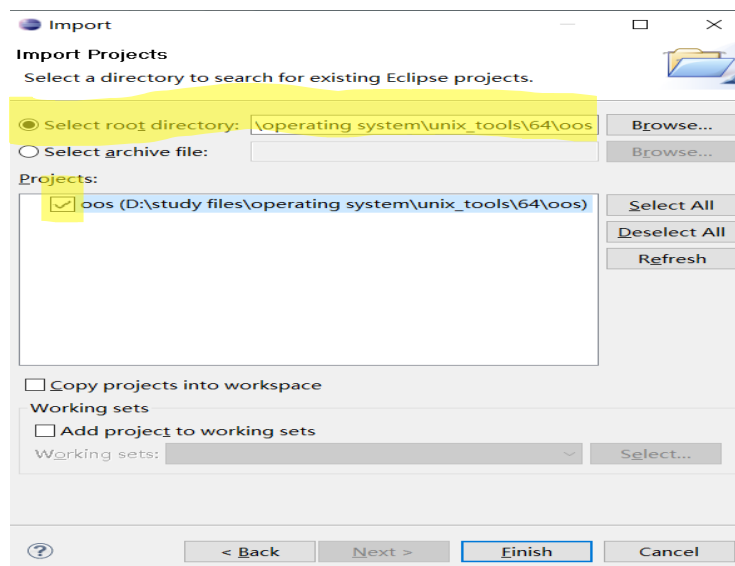 Import
Import Projects
Select a directory to search for existing Eclipse projects.
Select root directory: \operating system\unix_tools\64\oos Browse...
Select archive file: Browse...
Projects:
oos (D:\study files\operating system\unix_tools\64\oos) Select All
Deselect All
Refresh
Copy projects into workspace
Working sets
Add project to working sets
Working sets: Select...
? < Back Next > Finish Cancel